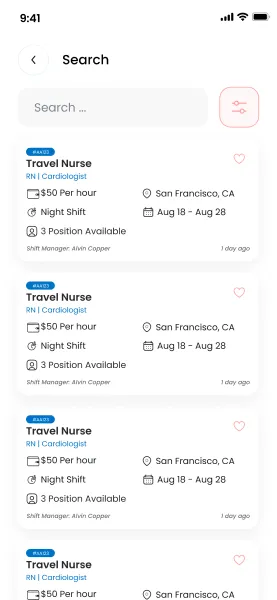 9:41
Search
Search ...
#AA123
Travel Nurse
RN | Cardiologist
$50 Per hour San Francisco, CA
Night Shift Aug 18 - Aug 28
3 Position Available
Shift Manager: Alvin Copper 1 day ago
#AA123
Travel Nurse
RN | Cardiologist
$50 Per hour San Francisco, CA
Night Shift Aug 18 - Aug 28
3 Position Available
Shift Manager: Alvin Copper 1 day ago
#AA123
Travel Nurse
RN | Cardiologist
$50 Per hour San Francisco, CA
Night Shift Aug 18 - Aug 28
3 Position Available
Shift Manager: Alvin Copper 1 day ago
#AA123
Travel Nurse
RN | Cardiologist
$50 Per hour San Francisco, CA